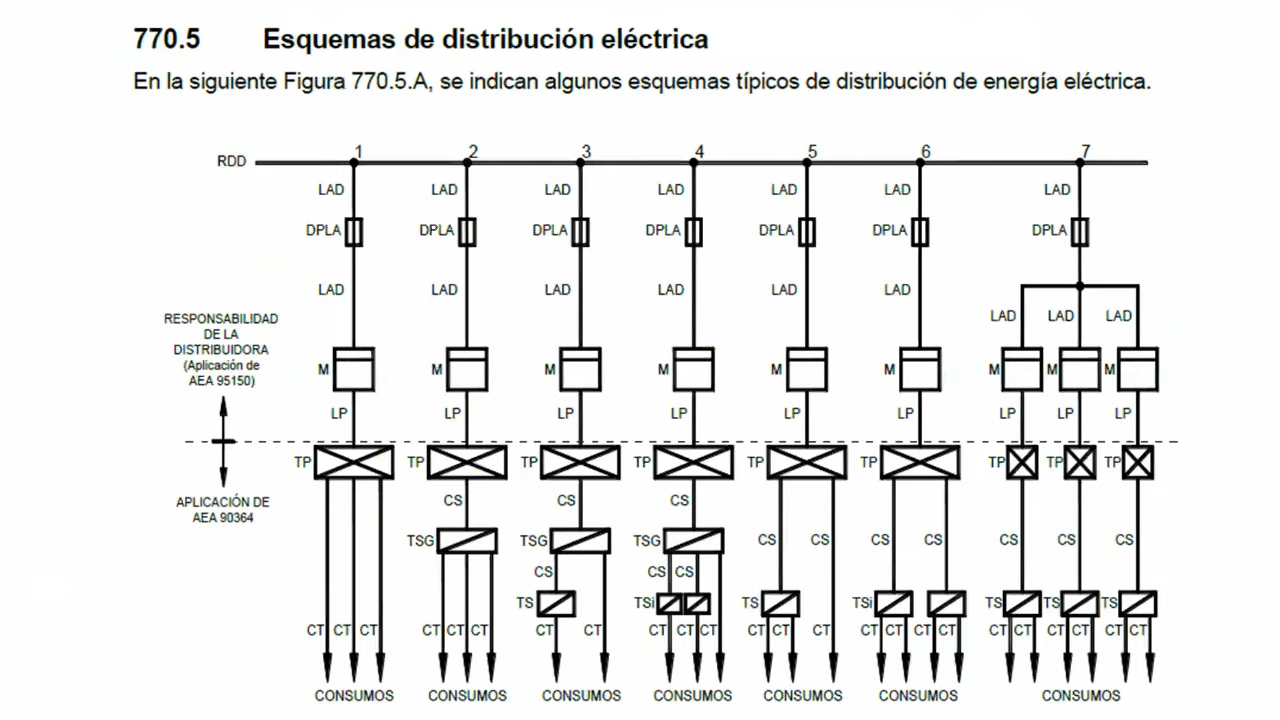 770.5 Esquemas de distribución eléctrica
En la siguiente Figura 770.5.A, se indican algunos esquemas típicos de distribución de energía eléctrica.
1 2 3 4 5 6 7
RDD
LAD LAD LAD LAD LAD LAD LAD
DPLA DPLA DPLA DPLA DPLA DPLA DPLA
LAD LAD LAD LAD LAD LAD
LAD LAD LAD
RESPONSABILIDAD
DE LA
DISTRIBUIDORA
(Aplicación de
AEA 95150)
M M M M M M M M M
LP LP LP LP LP LP LP LP LP
TP TP TP TP TP TP TP TP TP
APLICACIÓN DE
AEA 90364
CS CS CS
TSG TSG TSG CS CS CS CS CS CS
CS CS CS
TS TSi TS TSi TS TS TS
CT CT CT CT CT CT CT CT CT CT CT CT CT CT CT CT CT CT CT CT CT CT CT
CONSUMOS CONSUMOS CONSUMOS CONSUMOS CONSUMOS CONSUMOS CONSUMOS